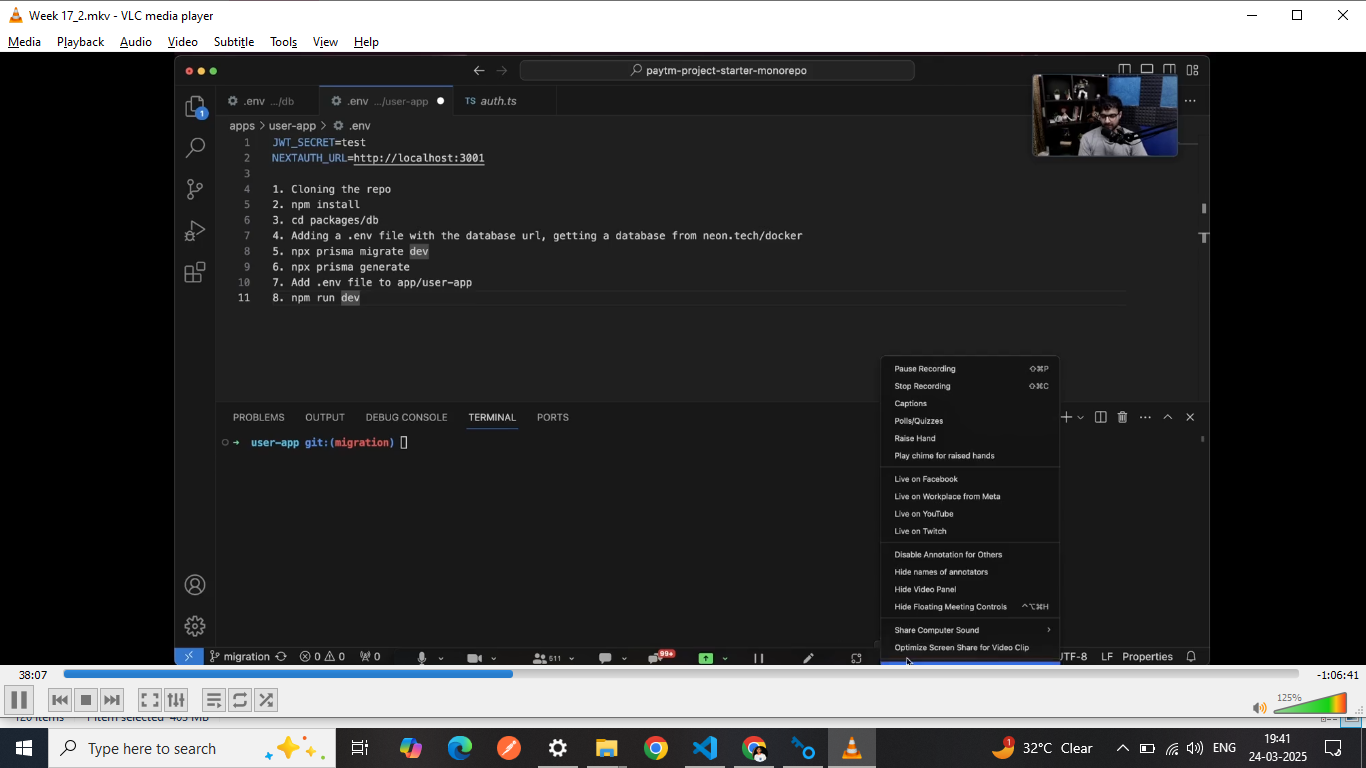 Week 17_2.mkv - VLC media player
Media Playback Audio Video Subtitle Tools View Help
paytm-project-starter-monorepo
.env .../db
.env .../user-app
TS auth.ts
1
apps > user-app > .env
1 JWT_SECRET=test
2 NEXTAUTH_URL=http://localhost:3001
3
4 1. Cloning the repo
5 2. npm install
6 3. cd packages/db
7 4. Adding a .env file with the database url, getting a database from neon.tech/docker
8 5. npx prisma migrate dev
9 6. npx prisma generate
10 7. Add .env file to app/user-app
11 8. npm run dev
PROBLEMS OUTPUT DEBUG CONSOLE TERMINAL PORTS
user-app git:(migration)
Pause Recording ⇧⌘P
Stop Recording ⇧⌘C
Captions
Polls/Quizzes
Raise Hand
Play chime for raised hands
Live on Facebook
Live on Workplace from Meta
Live on YouTube
Live on Twitch
Disable Annotation for Others
Hide names of annotators
Hide Video Panel
Hide Floating Meeting Controls ^⌥⌘H
Share Computer Sound
Optimize Screen Share for Video Clip
migration 0 0 0
511
99+
UTF-8 LF Properties
38:07
-1:06:41
125%
Type here to search
1
32°C Clear
ENG
19:41
24-03-2025